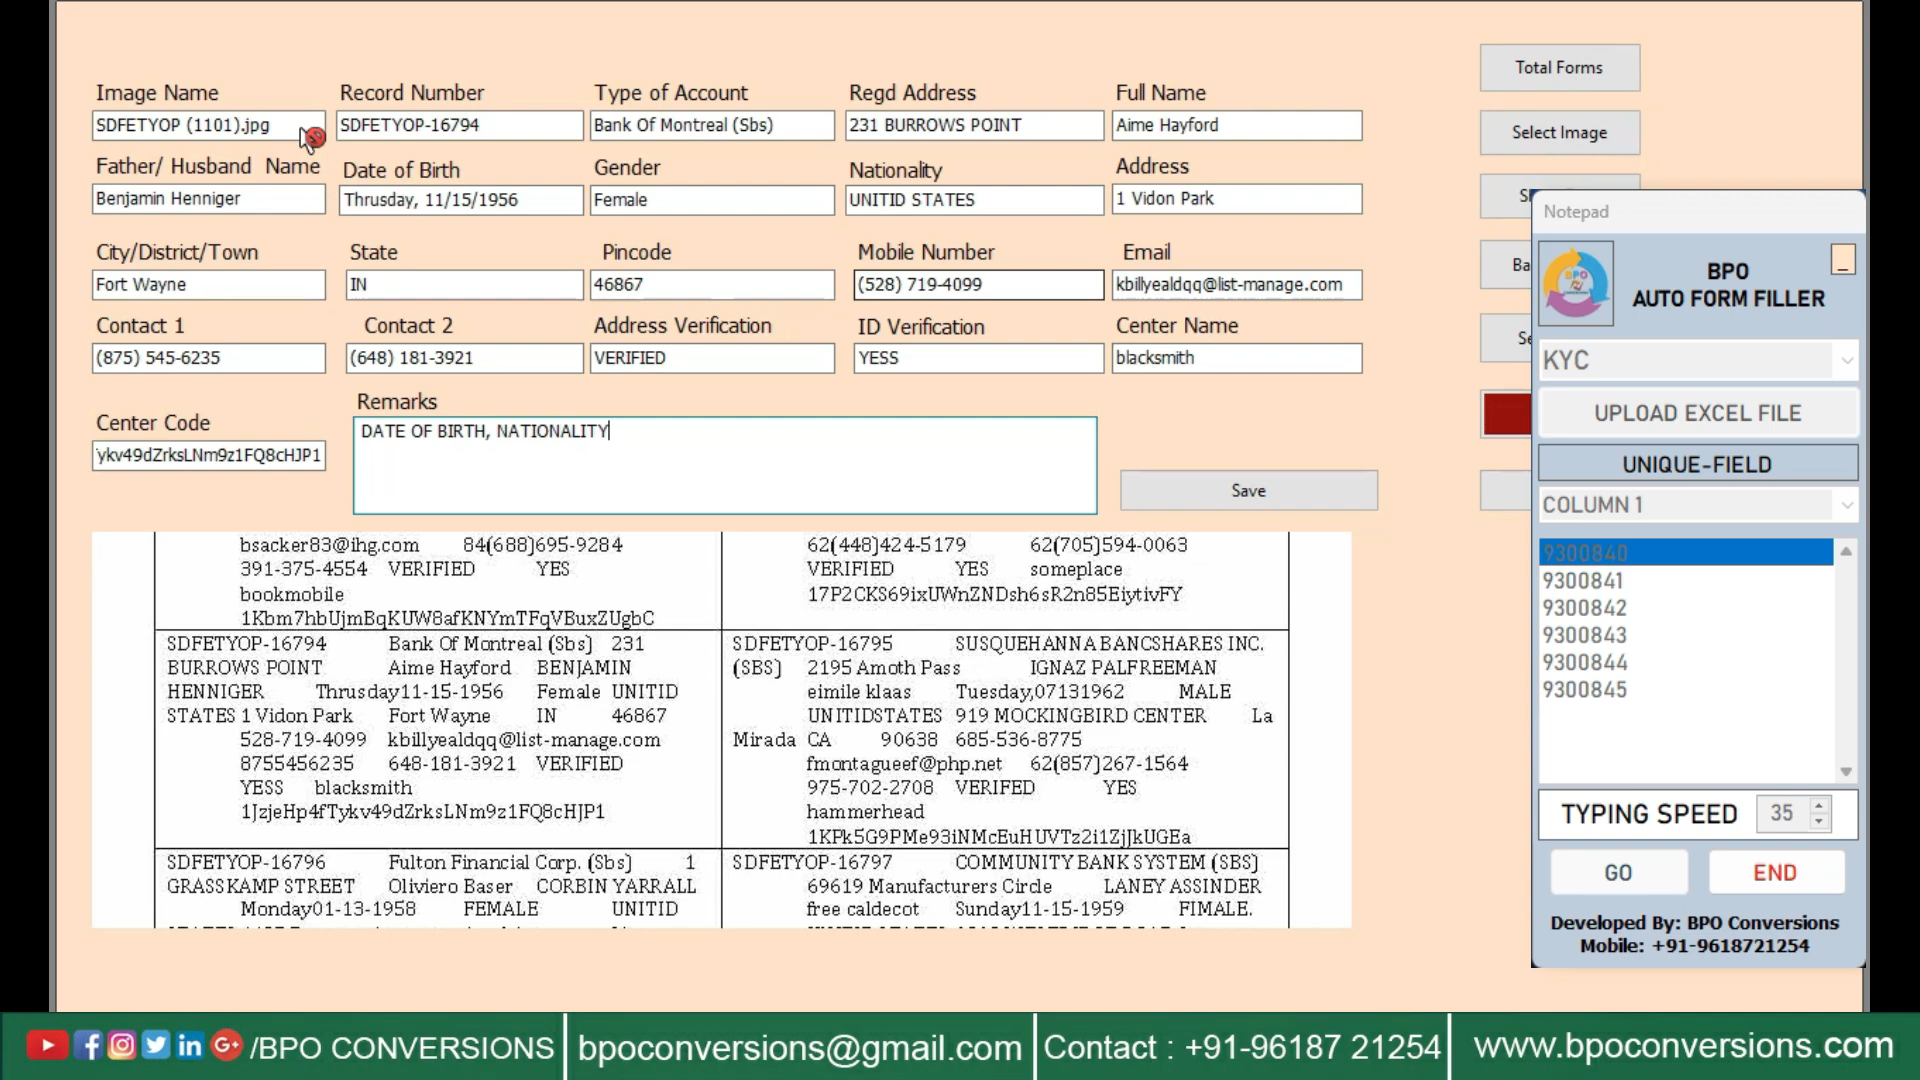 Image Name
SDFETYOP (1101).jpg
Record Number
SDFETYOP-16794
Type of Account
Bank Of Montreal (Sbs)
Regd Address
231 BURROWS POINT
Full Name
Aime Hayford
Father/ Husband Name
Benjamin Henniger
Date of Birth
Thrusday, 11/15/1956
Gender
Female
Nationality
UNITID STATES
Address
1 Vidon Park
City/District/Town
Fort Wayne
State
IN
Pincode
46867
Mobile Number
(528) 719-4099
Email
kbillyealdqq@list-manage.com
Contact 1
(875) 545-6235
Contact 2
(648) 181-3921
Address Verification
VERIFIED
ID Verification
YESS
Center Name
blacksmith
Center Code
ykv49dZrksLNm9z1FQ8cHJP1
Remarks
DATE OF BIRTH, NATIONALITY
Save
bsacker83@ihg.com 84(688)695-9284
391-375-4554 VERIFIED YES
bookmobile
1Kbm7hbUjmBqKUW8afKNYmTFqVBuxZUgbC
62(448)424-5179 62(705)594-0063
VERIFIED YES someplace
17P2CKS69ixUWnZNDsh6sR2n85EiytivFY
SDFETYOP-16794 Bank Of Montreal (Sbs) 231
BURROWS POINT Aime Hayford BENJAMIN
HENNIGER Thrusday11-15-1956 Female UNITID
STATES 1 Vidon Park Fort Wayne IN 46867
528-719-4099 kbillyealdqq@list-manage.com
8755456235 648-181-3921 VERIFIED
YESS blacksmith
1JzjeHp4fTykv49dZrksLNm9z1FQ8cHJP1
SDFETYOP-16795 SUSQUEHANNA BANCSHARES INC.
(SBS) 2195 Amoth Pass IGNAZ PALFREEMAN
eimile klaas Tuesday,07131962 MALE
UNITIDSTATES 919 MOCKINGBIRD CENTER La
Mirada CA 90638 685-536-8775
fmontagueef@php.net 62(857)267-1564
975-702-2708 VERIFED YES
hammerhead
1KPk5G9PMe93iNMcEuHUVTz2i1ZjJkUGEa
SDFETYOP-16796 Fulton Financial Corp. (Sbs) 1
GRASSKAMP STREET Oliviero Baser CORBIN YARRALL
Monday01-13-1958 FEMALE UNITID
SDFETYOP-16797 COMMUNITY BANK SYSTEM (SBS)
69619 Manufacturers Circle LANEY ASSINDER
free caldecot Sunday11-15-1959 FIMALE.
Total Forms
Select Image
Ba
Se
Notepad
BPO
BPO
AUTO FORM FILLER
KYC
UPLOAD EXCEL FILE
UNIQUE-FIELD
COLUMN 1
9300840
9300841
9300842
9300843
9300844
9300845
TYPING SPEED 35
GO
END
Developed By: BPO Conversions
Mobile: +91-9618721254
/BPO CONVERSIONS
bpoconversions@gmail.com
Contact : +91-96187 21254
www.bpoconversions.com